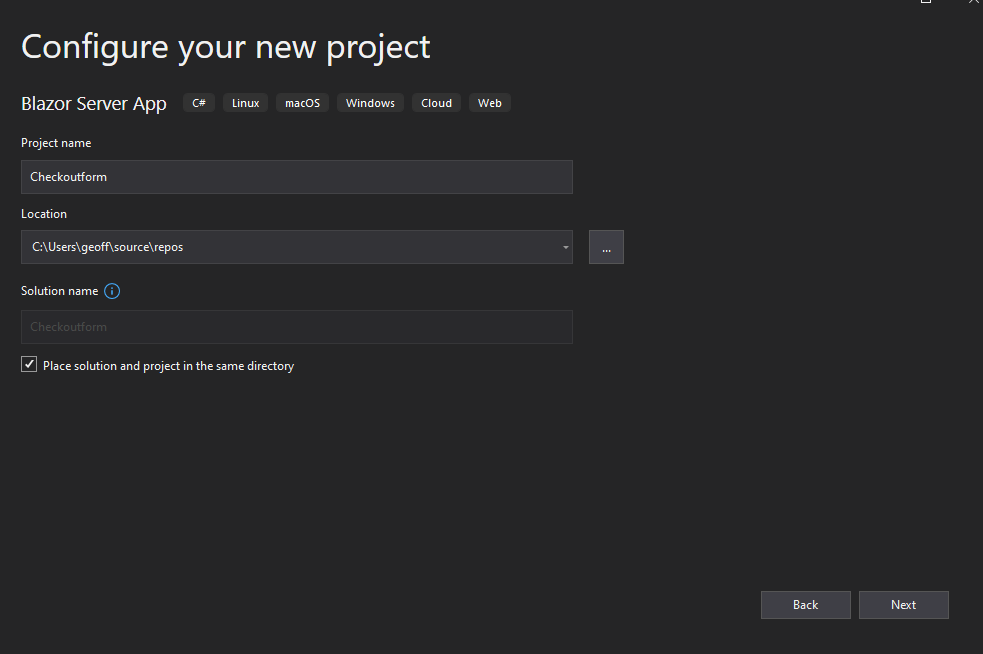 Configure your new project
Blazor Server App C# Linux macOS Windows Cloud Web
Project name
Checkoutform
Location
C:\Users\geoff\source\repos
...
Solution name
Checkoutform
Place solution and project in the same directory
Back Next